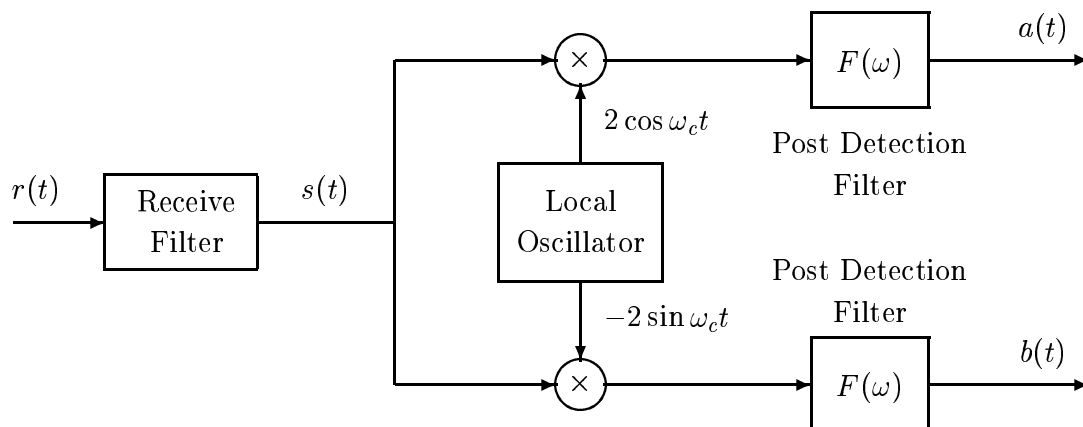 a(t)
×
F(ω)
2 cos ω_c t
Post Detection
Filter
r(t)
Receive
Filter
s(t)
Local
Oscillator
Post Detection
Filter
−2 sin ω_c t
b(t)
×
F(ω)